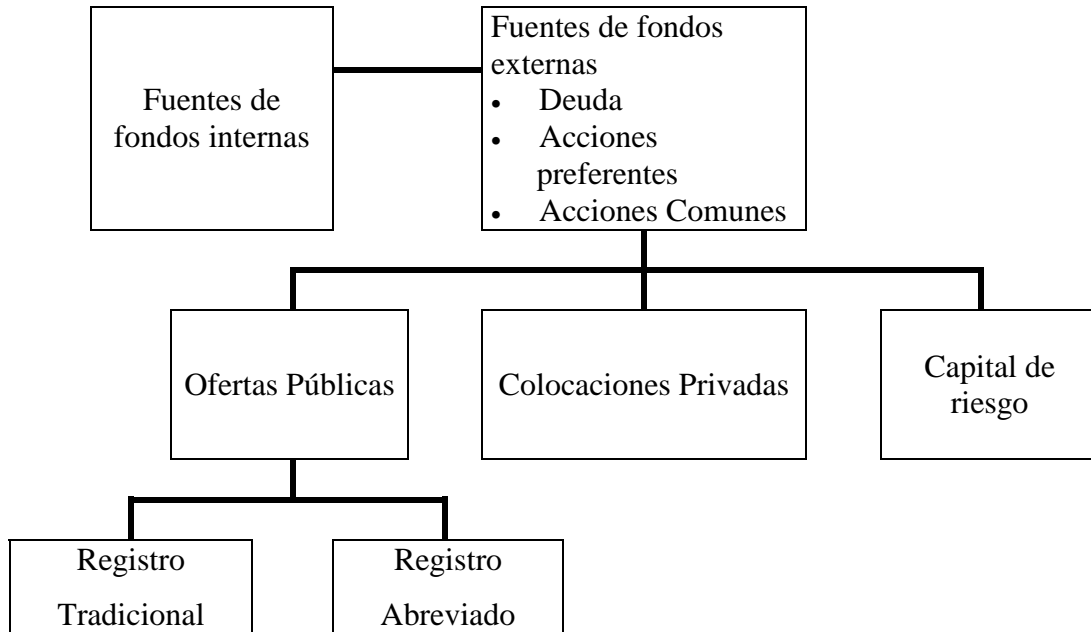 Fuentes de
fondos internas
Fuentes de fondos
externas
• Deuda
• Acciones
preferentes
• Acciones Comunes
Ofertas Públicas
Colocaciones Privadas
Capital de
riesgo
Registro
Tradicional
Registro
Abreviado